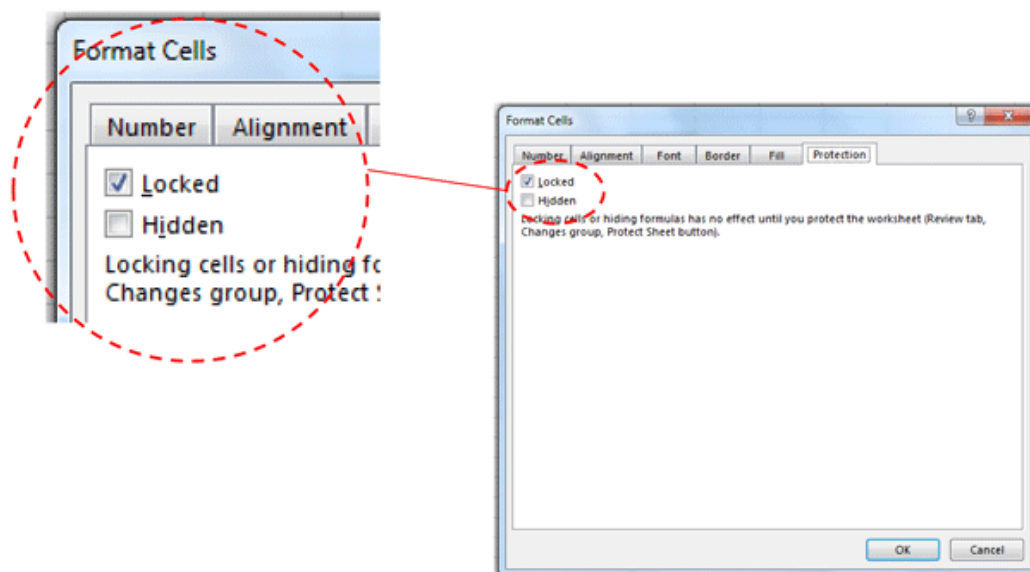 Format Cells
Number Alignment
Locked
Hidden
Locking cells or hiding fo
Changes group, Protect S
Format Cells
Number Alignment Font Border Fill Protection
Locked
Hidden
Locking cells or hiding formulas has no effect until you protect the worksheet (Review tab,
Changes group, Protect Sheet button).
OK Cancel